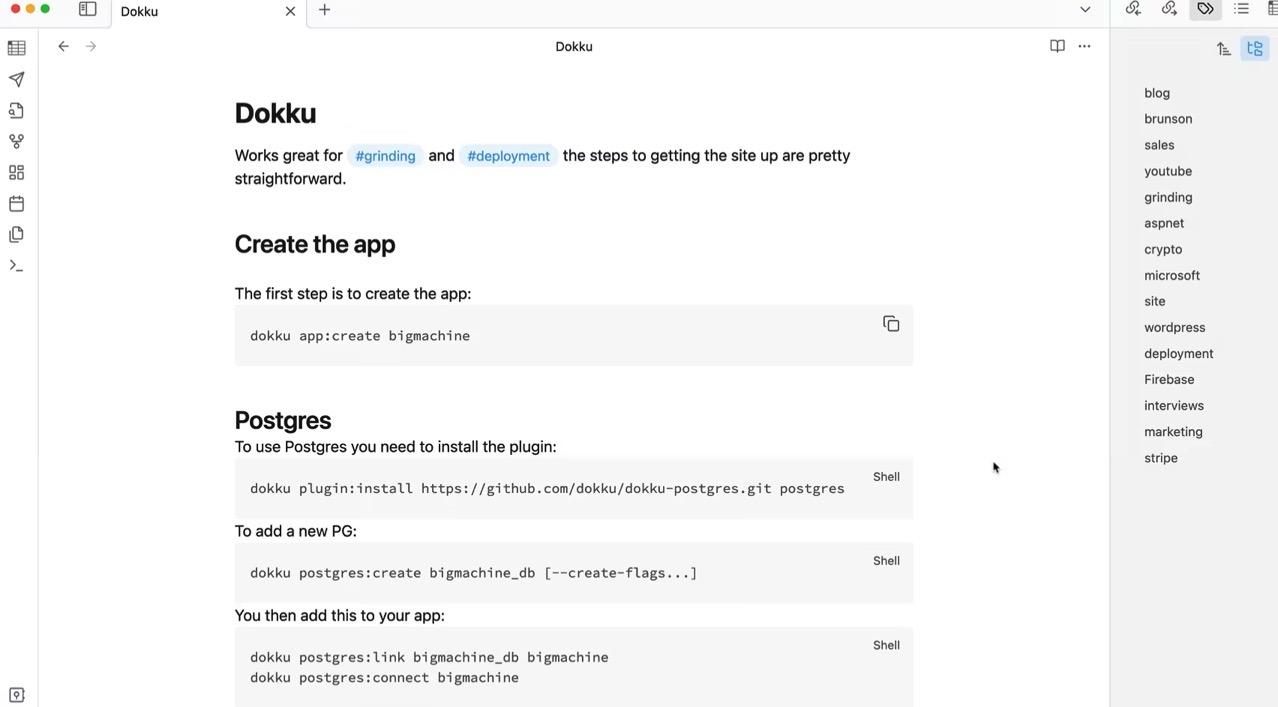 Dokku
Dokku
Dokku
Works great for #grinding and #deployment the steps to getting the site up are pretty
straightforward.
Create the app
The first step is to create the app:
dokku app:create bigmachine
Postgres
To use Postgres you need to install the plugin:
Shell
dokku plugin:install https://github.com/dokku/dokku-postgres.git postgres
To add a new PG:
Shell
dokku postgres:create bigmachine_db [--create-flags...]
You then add this to your app:
Shell
dokku postgres:link bigmachine_db bigmachine
dokku postgres:connect bigmachine
blog
brunson
sales
youtube
grinding
aspnet
crypto
microsoft
site
wordpress
deployment
Firebase
interviews
marketing
stripe